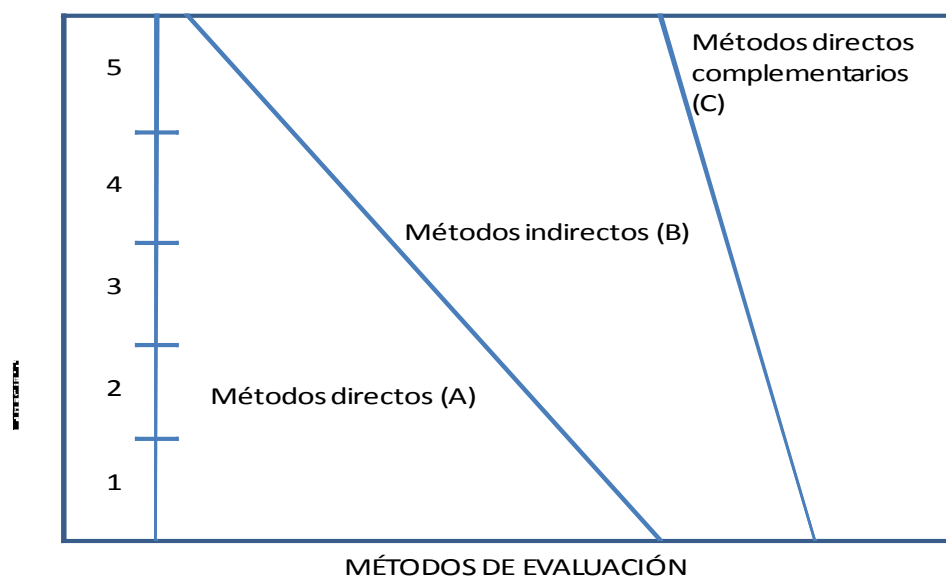 5
Métodos directos
complementarios
(C)
4
Métodos indirectos (B)
3
2
Métodos directos (A)
1
MÉTODOS DE EVALUACIÓN